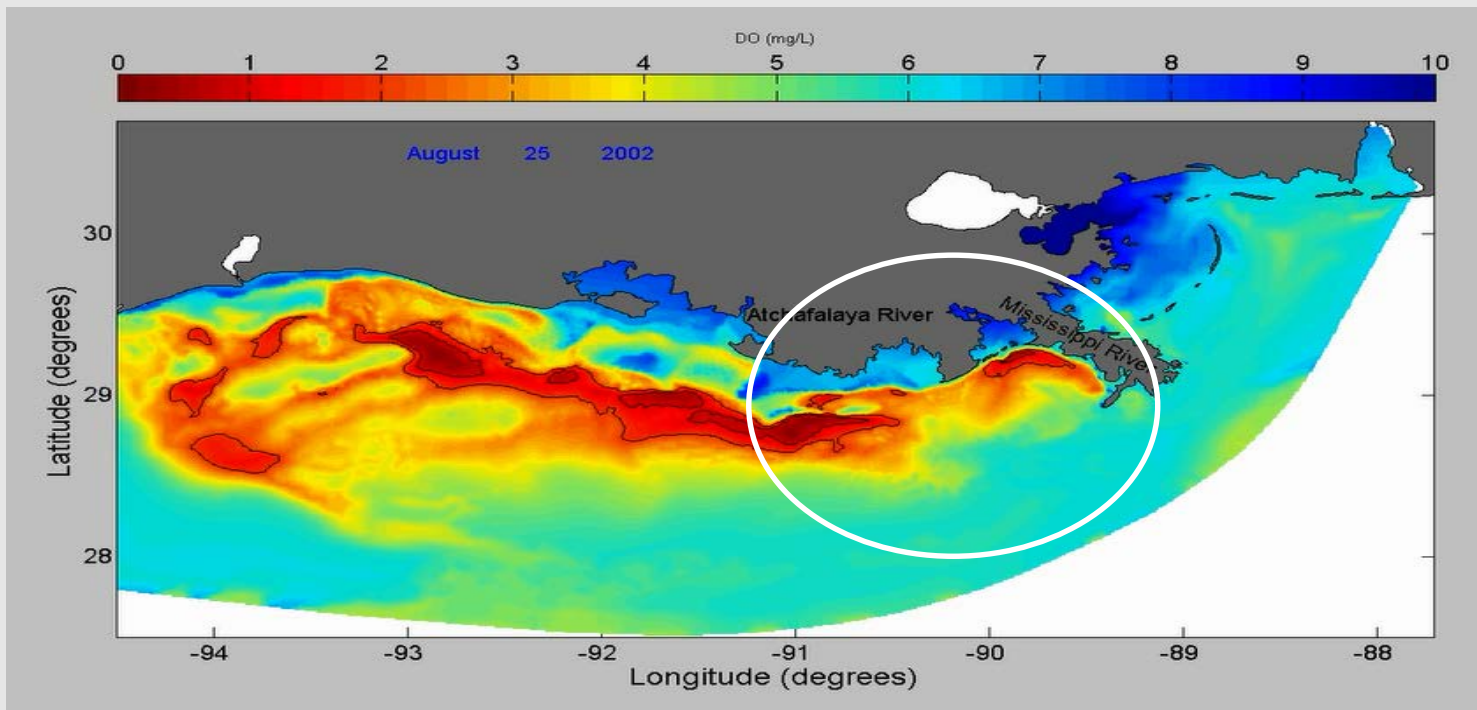 DO (mg/L)
0 1 2 3 4 5 6 7 8 9 10
August 25 2002
30
29
28
Latitude (degrees)
Atchafalaya River
Mississippi River
-94 -93 -92 -91 -90 -89 -88
Longitude (degrees)